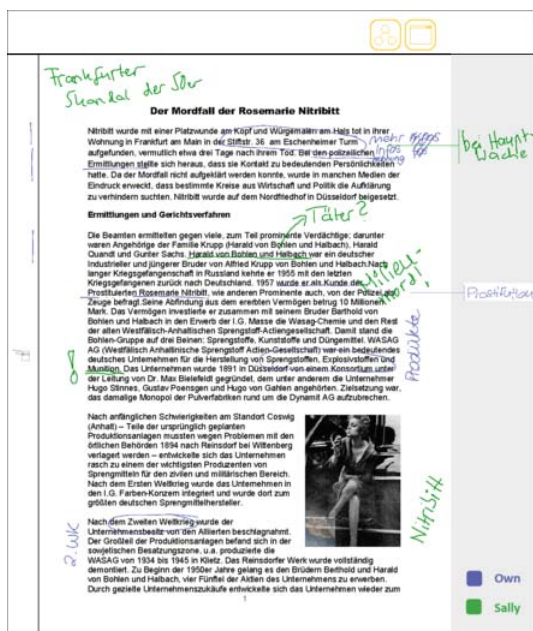 Frankfurter
Skandal der 50er
Der Mordfall der Rosemarie Nitribitt
Nitribitt wurde mit einer Platzwunde am Kopf und Würgemalen am Hals tot in ihrer
Wohnung in Frankfurt am Main in der Stiftstr. 36 am Eschenheimer Turm
aufgefunden, vermutlich etwa drei Tage nach ihrem Tod. Bei den polizeilichen
Ermittlungen stellte sich heraus, dass sie Kontakt zu bedeutenden Persönlichkeiten
hatte. Da der Mordfall nicht aufgeklärt werden konnte, wurde in manchen Medien der
Eindruck erweckt, dass bestimmte Kreise aus Wirtschaft und Politik die Aufklärung
zu verhindern suchten. Nitribitt wurde auf dem Nordfriedhof in Düsseldorf beigesetzt.
mehr Infos
bei Haupt-
wache
Ermittlungen und Gerichtsverfahren
Täter?
Die Beamten ermittelten gegen viele, zum Teil prominente Verdächtige; darunter
waren Angehörige der Familie Krupp (Harald von Bohlen und Halbach), Harald
Quandt und Gunter Sachs. Harald von Bohlen und Halbach war ein deutscher
Industrieller und jüngerer Bruder von Alfried Krupp von Bohlen und Halbach. Nach
langer Kriegsgefangenschaft in Russland kehrte er 1955 mit den letzten
Kriegsgefangenen zurück nach Deutschland. 1957 wurde er als Kunde der
Prostituierten Rosemarie Nitribitt, wie anderen Prominente auch, von der Polizei als
Zeuge befragt. Seine Abfindung aus dem ererbten Vermögen betrug 10 Millionen
Mark. Das Vermögen investierte er zusammen mit seinem Bruder Berthold von
Bohlen und Halbach in den Erwerb der I.G. Masse die Wasag-Chemie und den Rest
der alten Westfälisch-Anhaltischen Sprengstoff-Actiengesellschaft. Damit stand die
Bohlen-Gruppe auf drei Beinen: Sprengstoffe, Kunststoffe und Düngemittel. WASAG
AG (Westfälisch Anhaltinische Sprengstoff Actien-Gesellschaft) war ein bedeutendes
deutsches Unternehmen für die Herstellung von Sprengstoffen, Explosivstoffen und
Munition. Das Unternehmen wurde 1891 in Düsseldorf von einem Konsortium unter
der Leitung von Dr. Max Bielefeldt gegründet, dem unter anderem die Unternehmer
Hugo Stinnes, Gustav Poensgen und Hugo von Gahlen angehörten. Zielsetzung war,
das damalige Monopol der Pulverfabriken rund um die Dynamit AG aufzubrechen.
Prostitution
Produkte
!
Nach anfänglichen Schwierigkeiten am Standort Coswig
(Anhalt) – Teile der ursprünglich geplanten
Produktionsanlagen mussten wegen Problemen mit den
örtlichen Behörden 1894 nach Reinsdorf bei Wittenberg
verlagert werden – entwickelte sich das Unternehmen
rasch zu einem der wichtigsten Produzenten von
Sprengmitteln für den zivilen und militärischen Bereich.
Nach dem Ersten Weltkrieg wurde das Unternehmen in
den I.G. Farben-Konzern integriert und wurde dort zum
größten deutschen Sprengmittelhersteller.
Nitribitt
2. WK
Nach dem Zweiten Weltkrieg wurde der
Unternehmensbesitz von den Alliierten beschlagnahmt.
Der Großteil der Produktionsanlagen befand sich in der
sowjetischen Besatzungszone, u.a. produzierte die
WASAG von 1934 bis 1945 in Klietz. Das Reinsdorfer Werk wurde vollständig
demontiert. Zu Beginn der 1950er Jahre gelang es den Brüdern Berthold und Harald
von Bohlen und Halbach, vier Fünftel der Aktien des Unternehmens zu erwerben.
Durch gezielte Unternehmenszukäufe entwickelte sich das Unternehmen wieder zum
1
Own
Sally